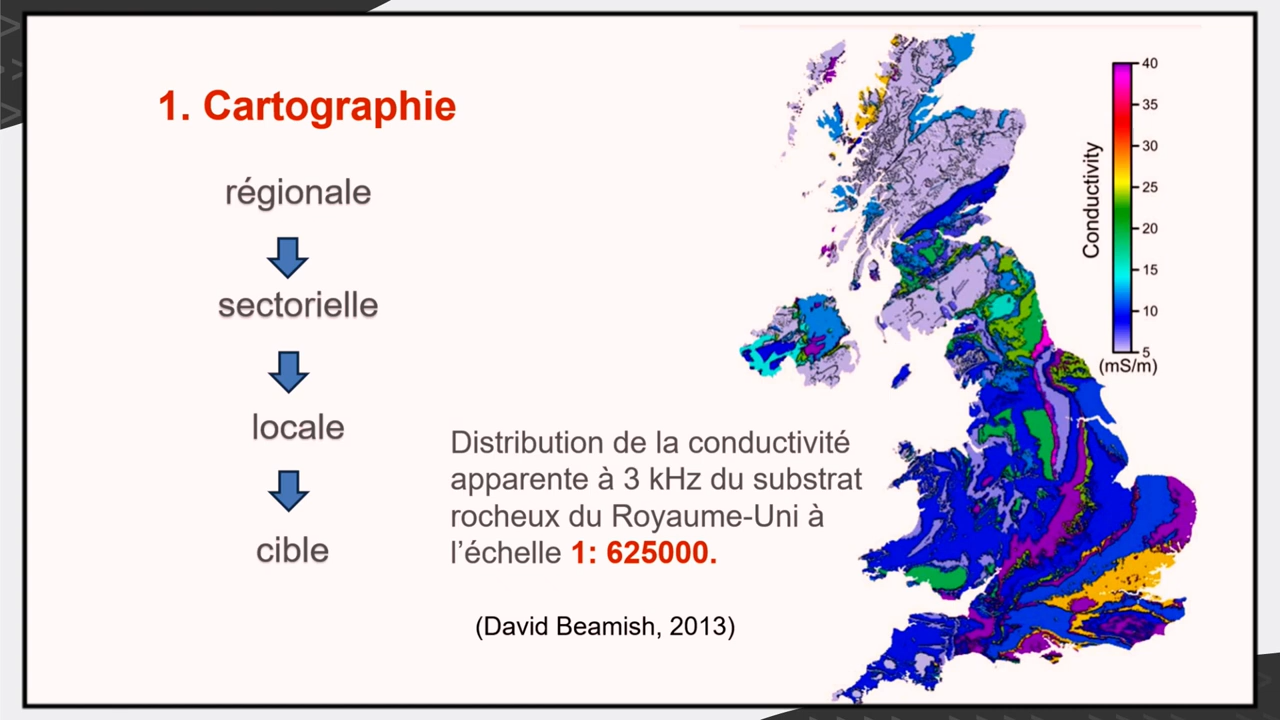 1. Cartographie
régionale
sectorielle
locale
cible
Distribution de la conductivité
apparente à 3 kHz du substrat
rocheux du Royaume-Uni à
l’échelle 1: 625000.
(David Beamish, 2013)
Conductivity
40
35
30
25
20
15
10
5
(mS/m)